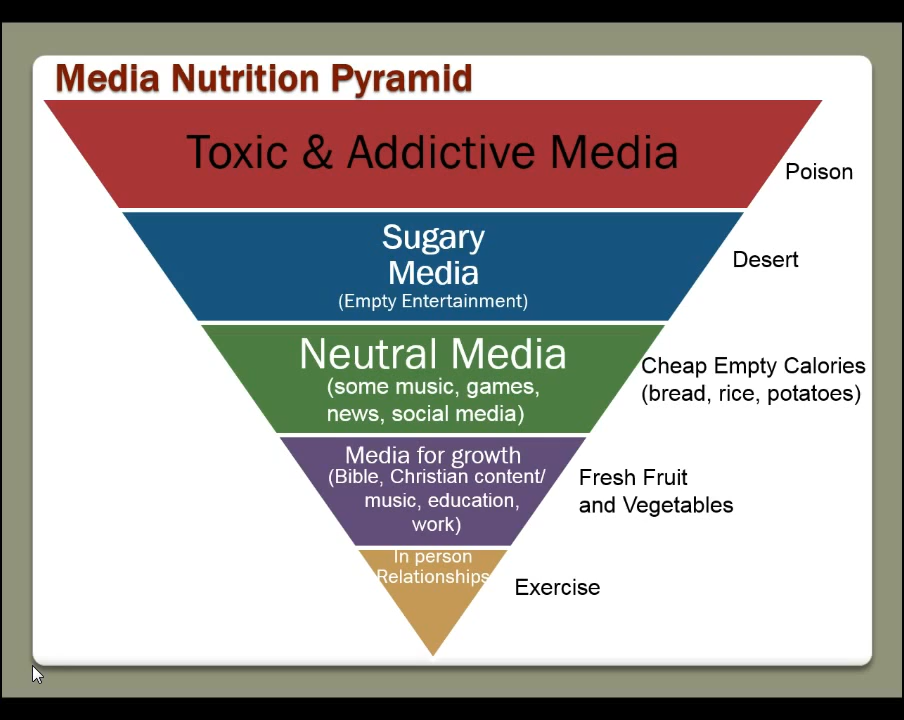 Media Nutrition Pyramid
Toxic & Addictive Media
Poison
Sugary
Media
(Empty Entertainment)
Desert
Neutral Media
(some music, games,
news, social media)
Cheap Empty Calories
(bread, rice, potatoes)
Media for growth
(Bible, Christian content/
music, education,
work)
Fresh Fruit
and Vegetables
In person
Relationships
Exercise